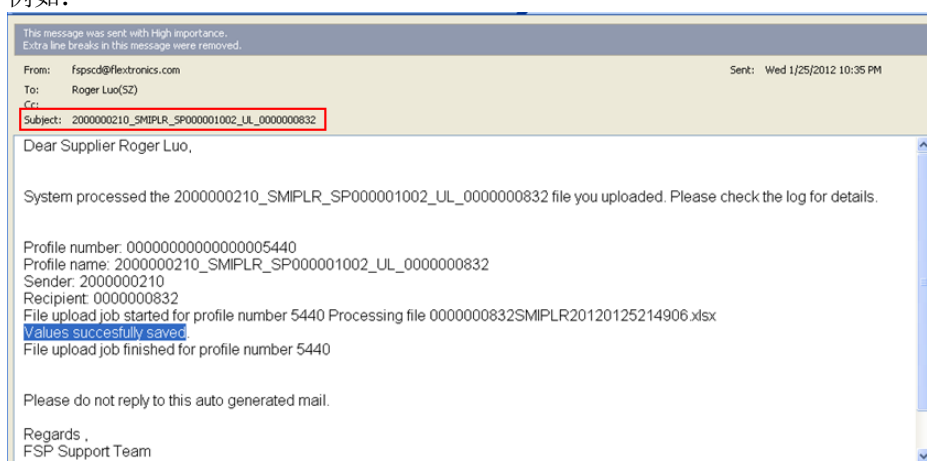 例如:
This message was sent with High importance.
Extra line breaks in this message were removed.
From: fspscd@flextronics.com Sent: Wed 1/25/2012 10:35 PM
To: Roger Luo(SZ)
Cc:
Subject: 2000000210_SMIPLR_SP000001002_UL_0000000832
Dear Supplier Roger Luo,
System processed the 2000000210_SMIPLR_SP000001002_UL_0000000832 file you uploaded. Please check the log for details.
Profile number: 00000000000000005440
Profile name: 2000000210_SMIPLR_SP000001002_UL_0000000832
Sender: 2000000210
Recipient: 0000000832
File upload job started for profile number 5440 Processing file 0000000832SMIPLR20120125214906.xlsx
Values succesfully saved.
File upload job finished for profile number 5440
Please do not reply to this auto generated mail.
Regards ,
FSP Support Team